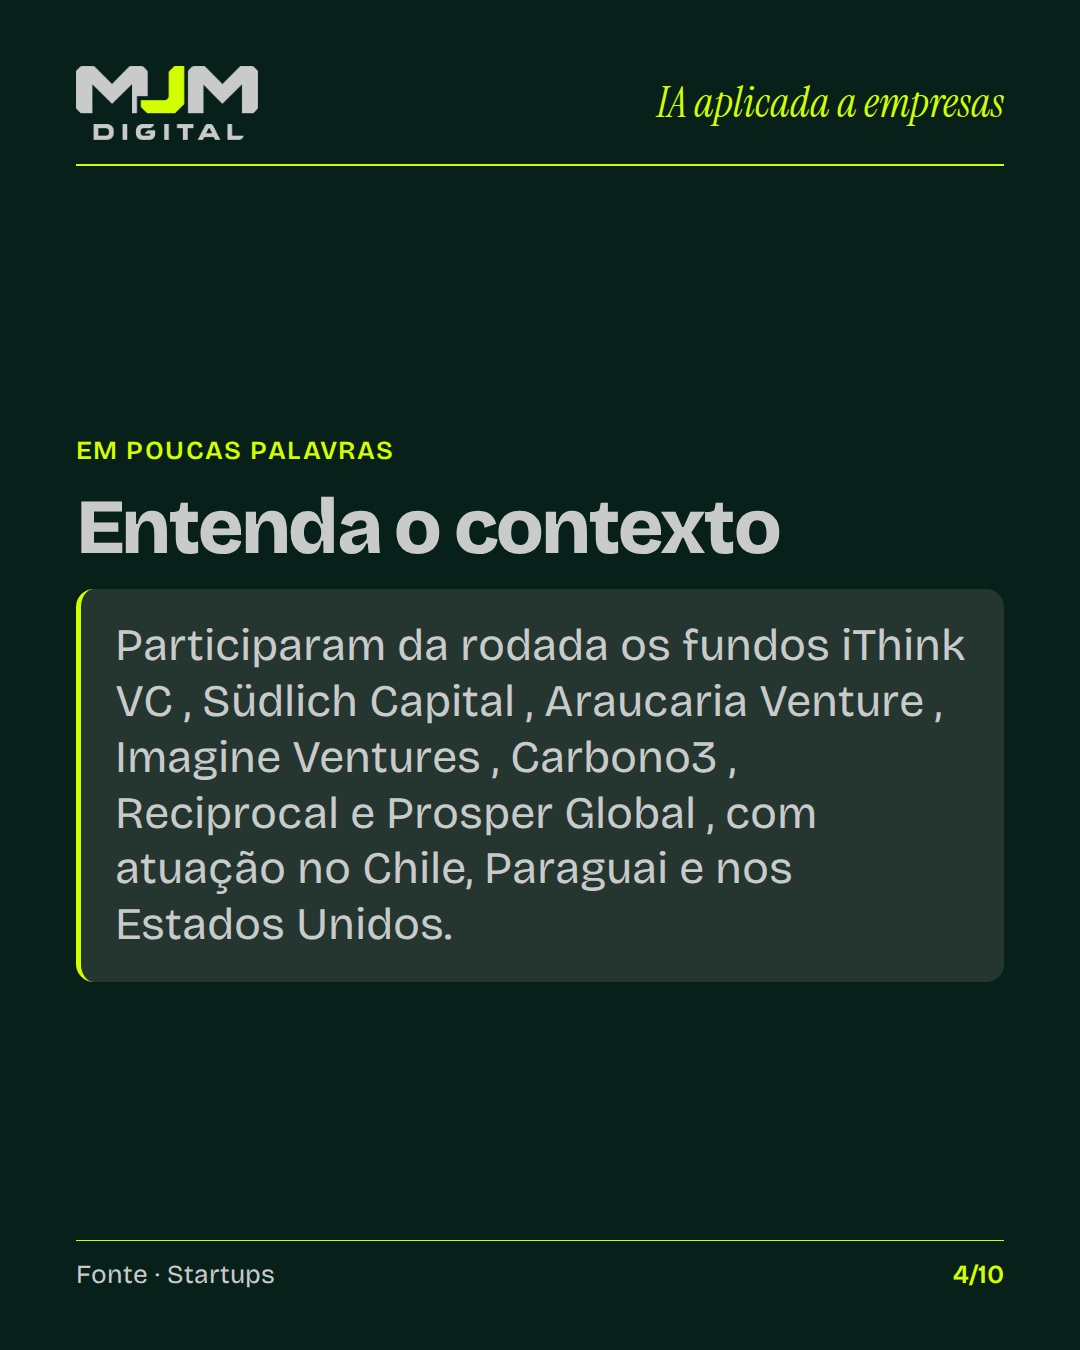 MJM
DIGITAL
IA aplicada a empresas
EM POUCAS PALAVRAS
Entenda o contexto
Participaram da rodada os fundos iThink
VC , Südlich Capital , Araucaria Venture ,
Imagine Ventures , Carbono3 ,
Reciprocal e Prosper Global , com
atuação no Chile, Paraguai e nos
Estados Unidos.
Fonte · Startups
4/10